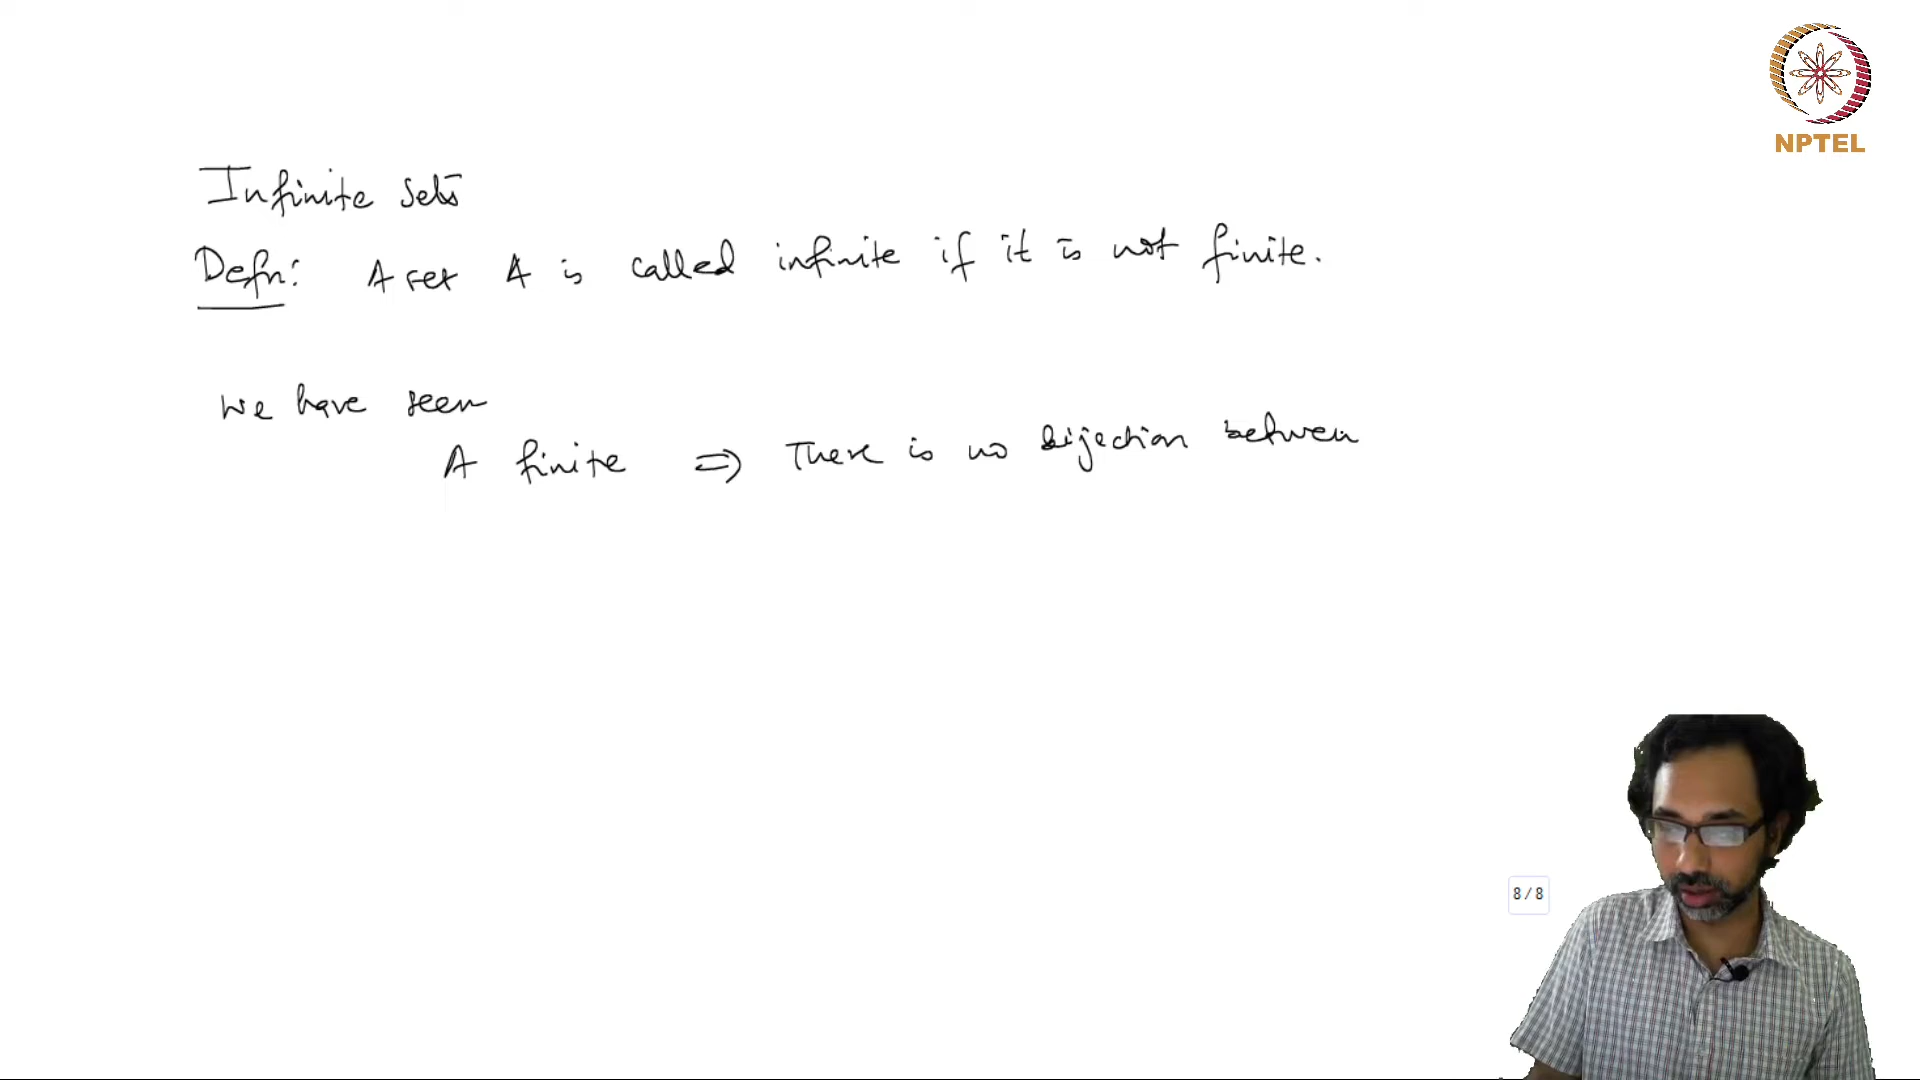 NPTEL
Infinite sets
Defn: A set A is called infinite if it is not finite.
We have seen
A finite ⇒ There is no bijection between
8/8